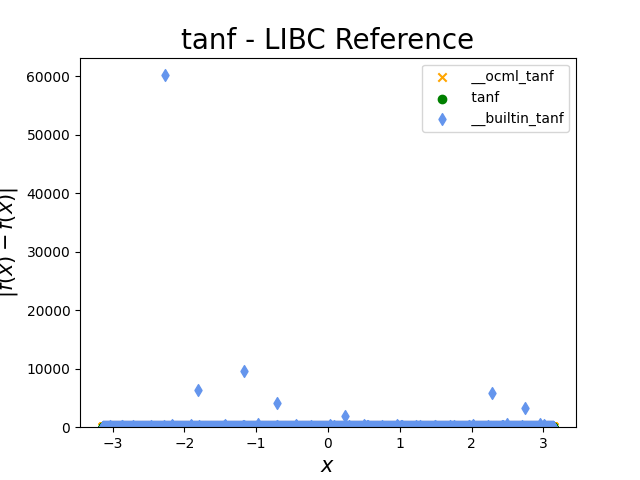 tanf - LIBC Reference
__ocml_tanf
tanf
__builtin_tanf
60000
50000
40000
30000
20000
10000
0
−3
−2
−1
0
1
2
3
x